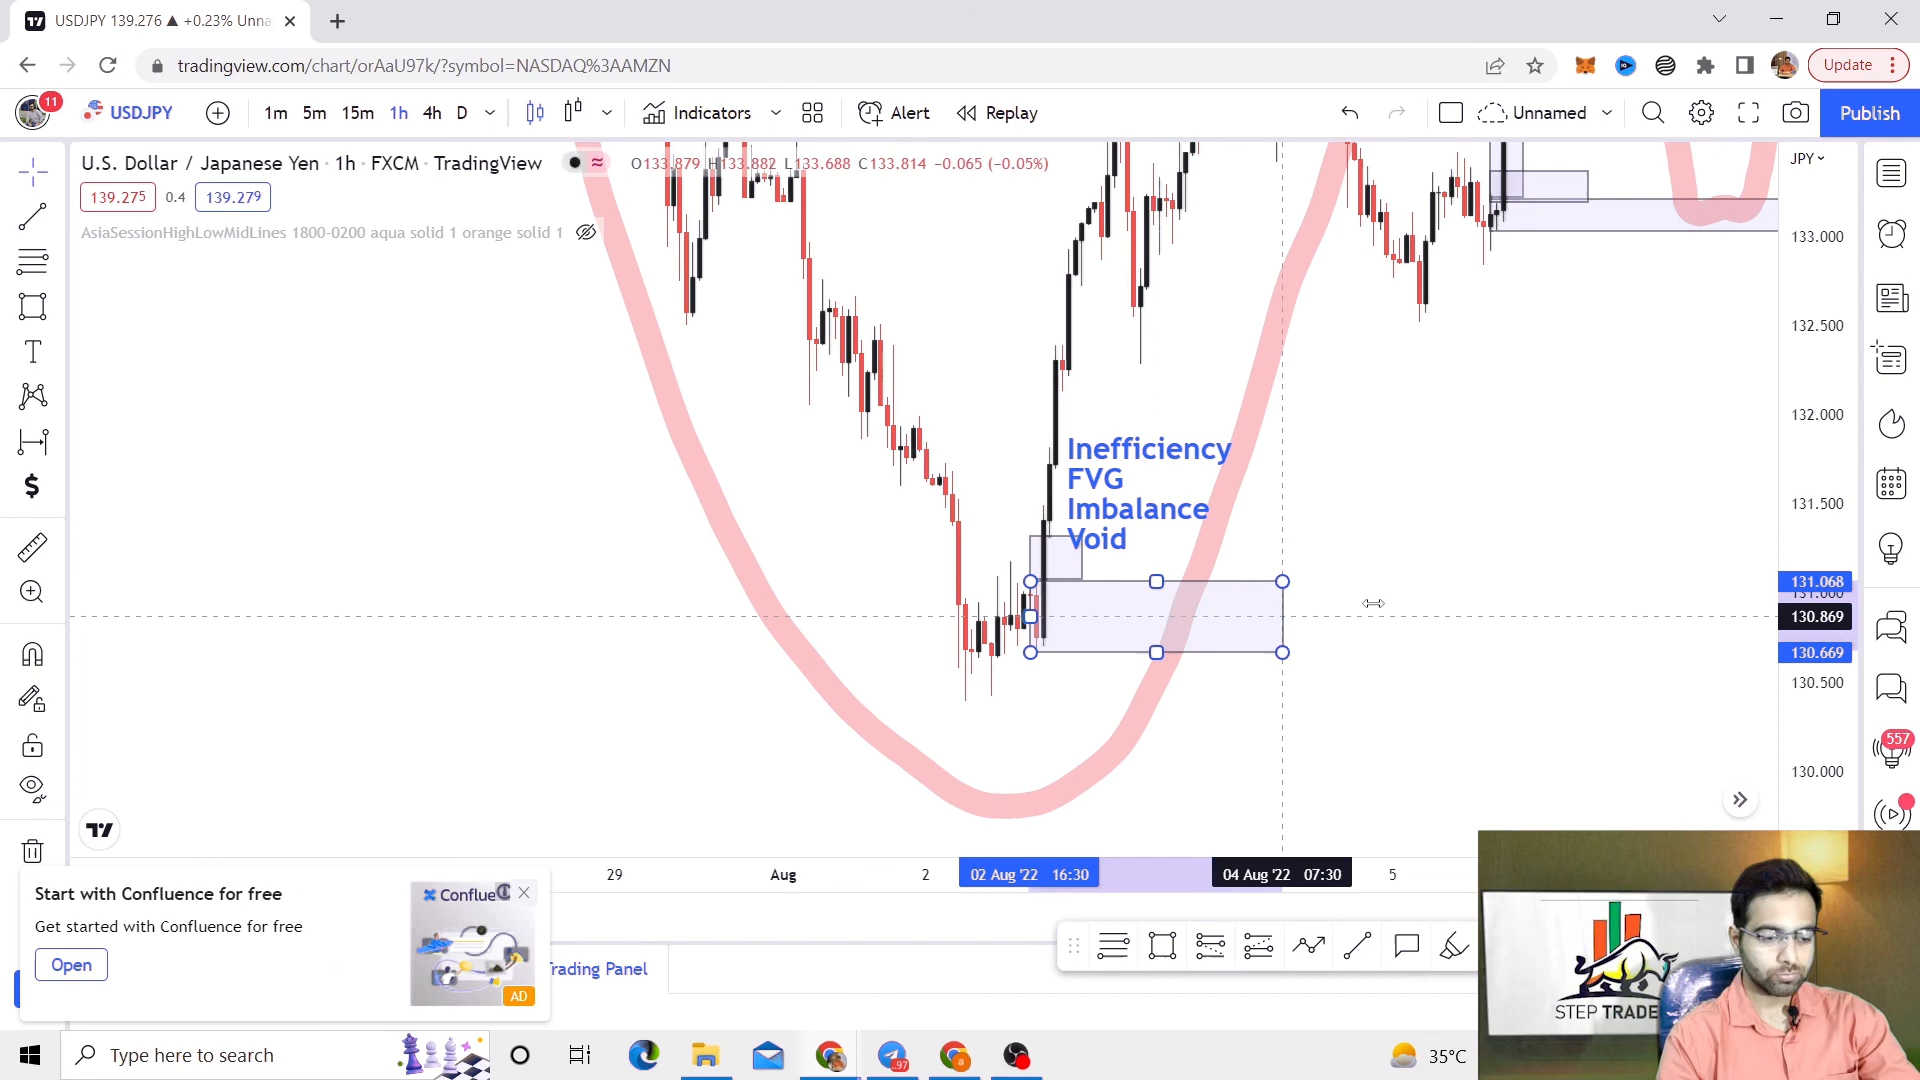 USDJPY 139.276 ▲ +0.23% Unna
tradingview.com/chart/orAaU97k/?symbol=NASDAQ%3AAMZN
Update
11
USDJPY
1m 5m 15m 1h 4h D
Indicators
Alert
Replay
Unnamed
Publish
U.S. Dollar / Japanese Yen · 1h · FXCM · TradingView
O133.879 H133.882 L133.688 C133.814 −0.065 (−0.05%)
JPY
139.275 0.4 139.279
AsiaSessionHighLowMidLines 1800-0200 aqua solid 1 orange solid 1
133.000
132.500
132.000
131.500
131.068
131.000
130.869
130.669
130.500
130.000
Inefficiency
FVG
Imbalance
Void
557
29 Aug 2 02 Aug '22 16:30 04 Aug '22 07:30 5
Start with Confluence for free
Get started with Confluence for free
Open
Conflue
AD
Trading Panel
STEP TRADE
Type here to search
97
35°C